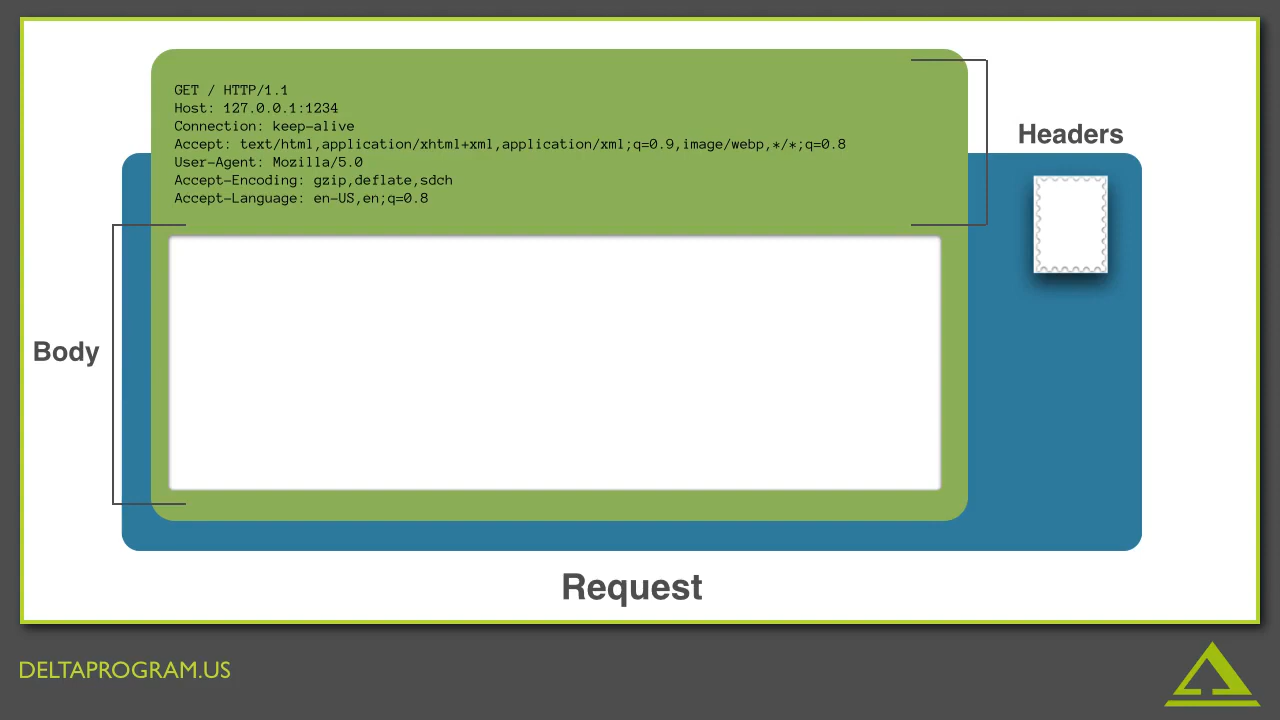 GET / HTTP/1.1
Host: 127.0.0.1:1234
Connection: keep-alive
Accept: text/html,application/xhtml+xml,application/xml;q=0.9,image/webp,*/*;q=0.8
User-Agent: Mozilla/5.0
Accept-Encoding: gzip,deflate,sdch
Accept-Language: en-US,en;q=0.8
Headers
Body
Request
DELTAPROGRAM.US